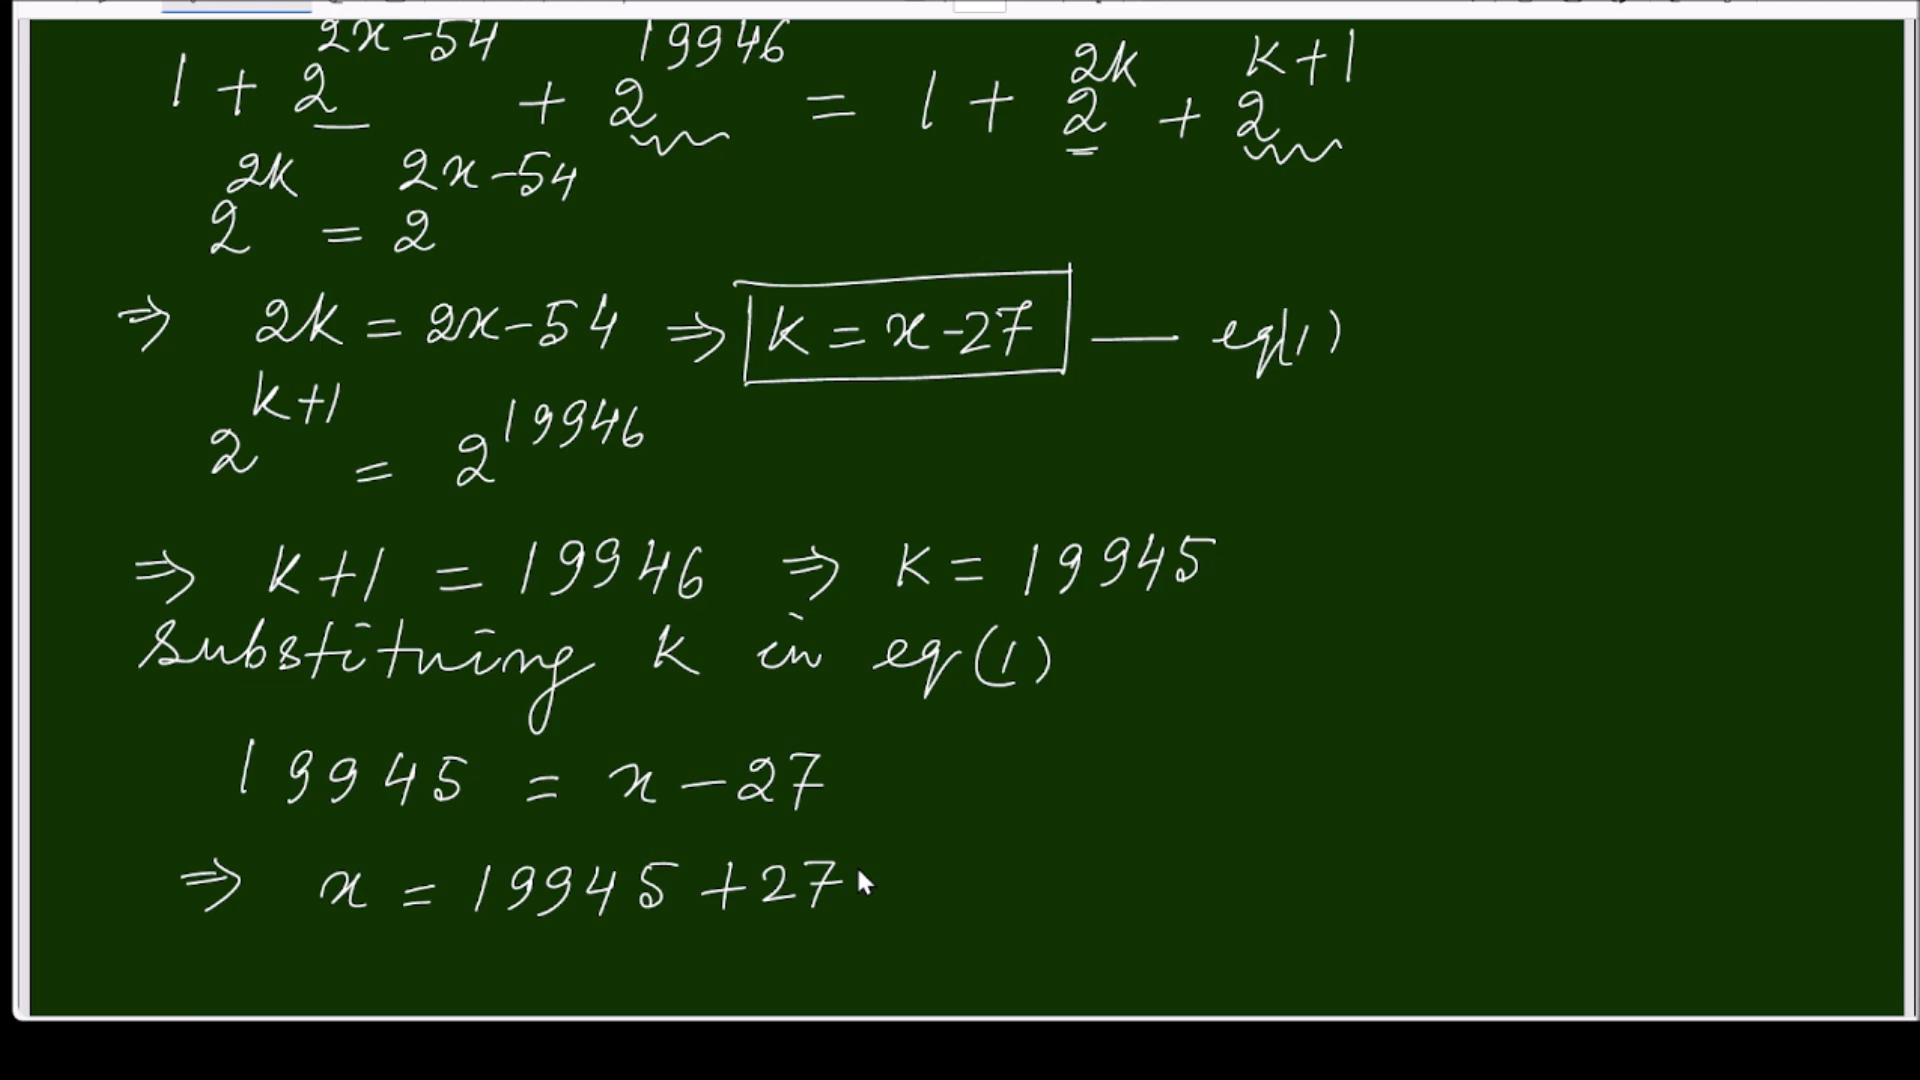 1 + 2^{2x-54} + 2^{19946} = 1 + 2^{2k} + 2^{k+1}
2^{2k} = 2^{2x-54}
⇒ 2k = 2x-54 ⇒ k = x-27 — eq(1)
2^{k+1} = 2^{19946}
⇒ k+1 = 19946 ⇒ k = 19945
Substituing k in eq(1)
19945 = x-27
⇒ x = 19945+27